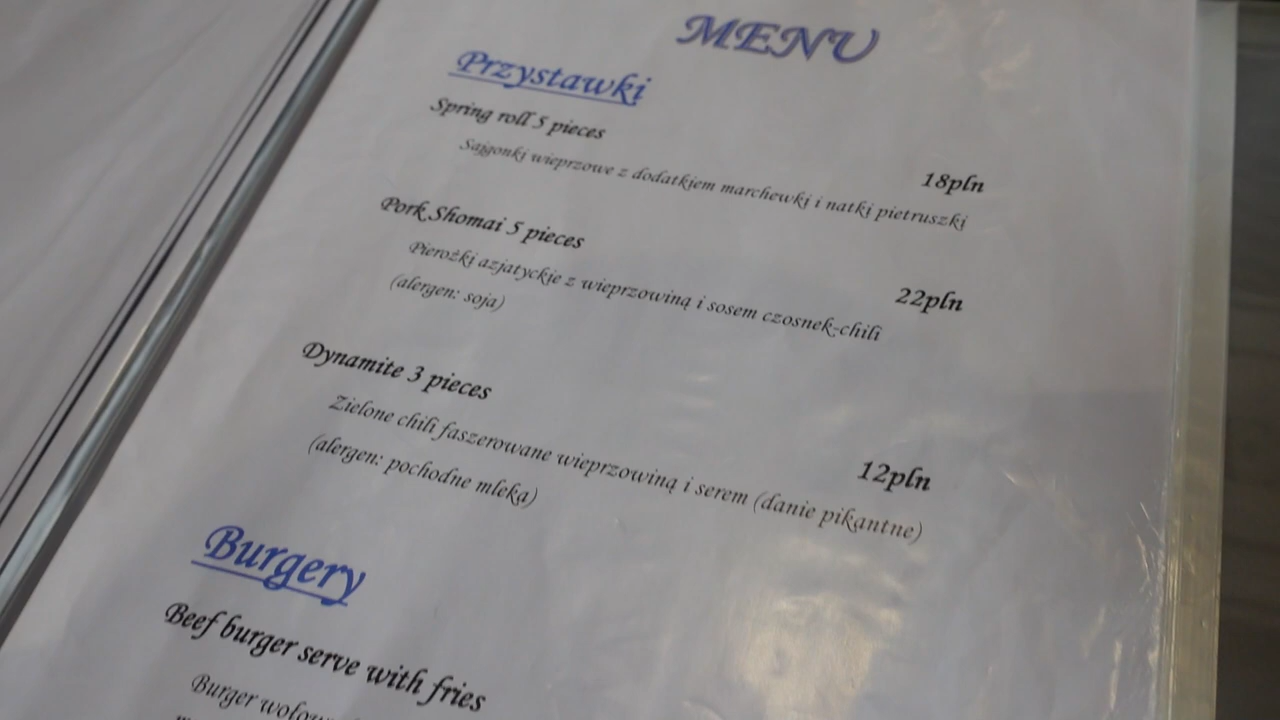 MENU
Przystawki
Spring roll 5 pieces
18pln
Sajgonki wieprzowe z dodatkiem marchewki i natki pietruszki
Pork Shomai 5 pieces
22pln
Pierożki azjatyckie z wieprzowiną i sosem czosnek-chili
(alergen: soja)
Dynamite 3 pieces
12pln
Zielone chili faszerowane wieprzowiną i serem (danie pikantne)
(alergen: pochodne mleka)
Burgery
Beef burger serve with fries
Burger